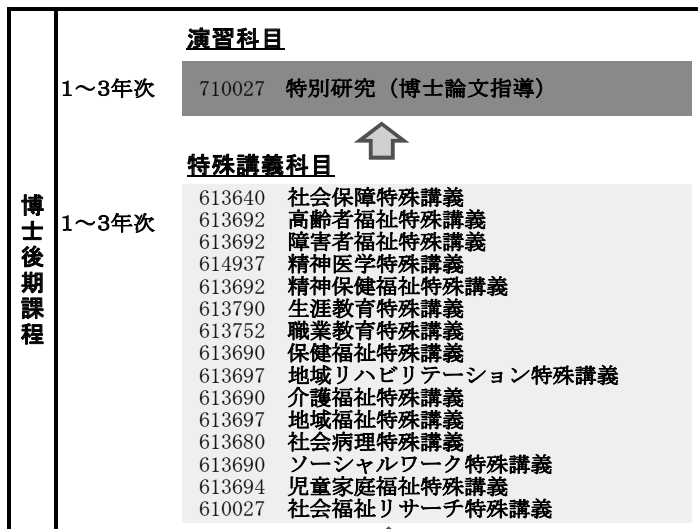 演習科目
1～3年次
710027 特別研究（博士論文指導）
特殊講義科目
博士後期課程
1～3年次
613640 社会保障特殊講義
613692 高齢者福祉特殊講義
613692 障害者福祉特殊講義
614937 精神医学特殊講義
613692 精神保健福祉特殊講義
613790 生涯教育特殊講義
613752 職業教育特殊講義
613690 保健福祉特殊講義
613697 地域リハビリテーション特殊講義
613690 介護福祉特殊講義
613697 地域福祉特殊講義
613680 社会病理特殊講義
613690 ソーシャルワーク特殊講義
613694 児童家庭福祉特殊講義
610027 社会福祉リサーチ特殊講義